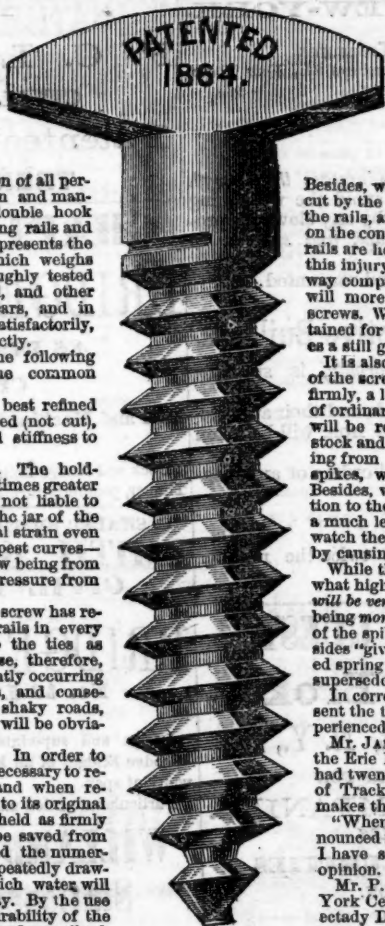 PATENTED
1864.
n of all per-
n and man-
ouble hook
ng rails and
presents the
hich weighs
ughly tested
, and other
ars, and in
atisfactorily,
ctly.
e following
e common
best refined
ed (not cut),
stiffness to
The hold-
times greater
not liable to
he jar of the
al strain even
pest curves—
w being from
ressure from
screw has re-
rails in every
o the ties as
se, therefore,
ntly occurring
, and conse-
shaky roads,
will be obvia-
In order to
ecessary to re-
and when re-
to its original
held as firmly
be saved from
d the numer-
peatedly draw-
ich water will
y. By the use
rability of the
Besides, w
cut by the
the rails, a
on the con
rails are he
this injury
way comp
will more
screws. W
tained for
es a still g
It is also
of the scre
firmly, a l
of ordinar
will be re
stock and
ing from
spikes, w
Besides, w
tion to the
a much le
watch the
by causin
While th
what high
will be ver
being mor
of the spi
sides "giv
ed spring
supersede
In corro
sent the t
perienced
Mr. JAM
the Erie
had twen
of Track
makes th
"When
nounced
I have s
opinion.
Mr. P.
York Ce
ectady D